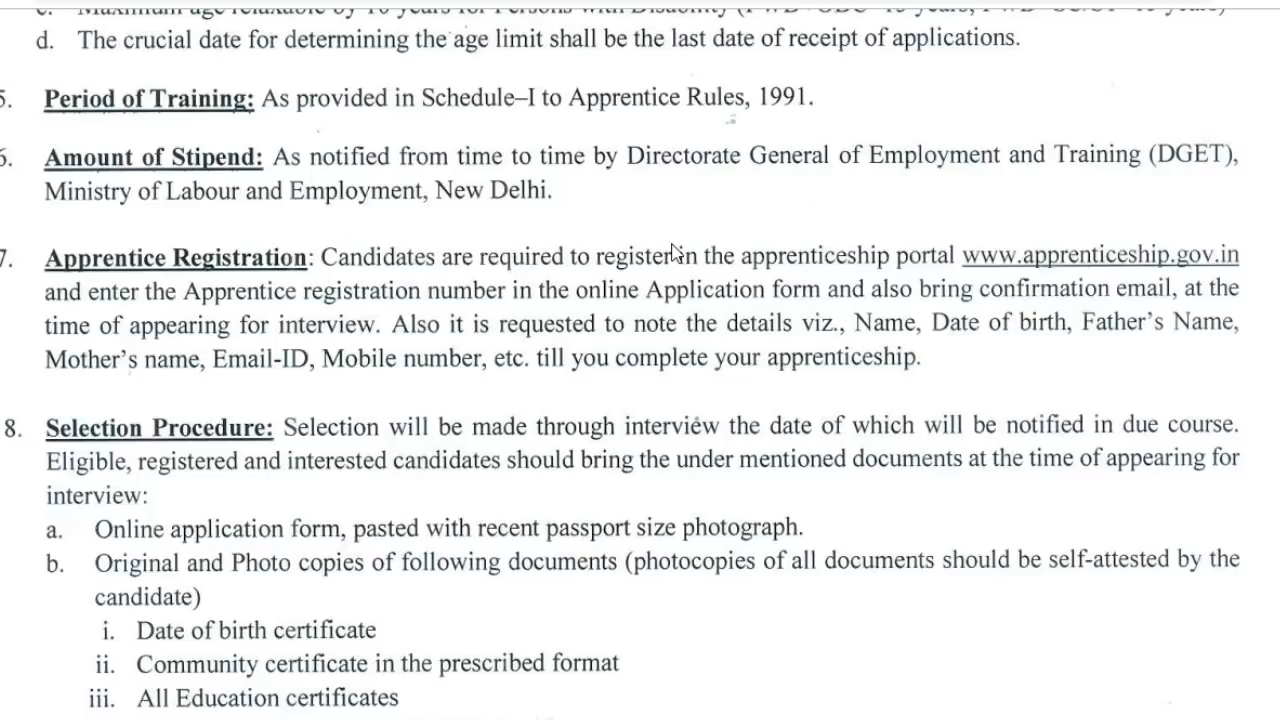 d. The crucial date for determining the age limit shall be the last date of receipt of applications.
5. Period of Training: As provided in Schedule–I to Apprentice Rules, 1991.
6. Amount of Stipend: As notified from time to time by Directorate General of Employment and Training (DGET),
Ministry of Labour and Employment, New Delhi.
7. Apprentice Registration: Candidates are required to register in the apprenticeship portal www.apprenticeship.gov.in
and enter the Apprentice registration number in the online Application form and also bring confirmation email, at the
time of appearing for interview. Also it is requested to note the details viz., Name, Date of birth, Father's Name,
Mother's name, Email-ID, Mobile number, etc. till you complete your apprenticeship.
8. Selection Procedure: Selection will be made through interview the date of which will be notified in due course.
Eligible, registered and interested candidates should bring the under mentioned documents at the time of appearing for
interview:
a. Online application form, pasted with recent passport size photograph.
b. Original and Photo copies of following documents (photocopies of all documents should be self-attested by the
candidate)
i. Date of birth certificate
ii. Community certificate in the prescribed format
iii. All Education certificates